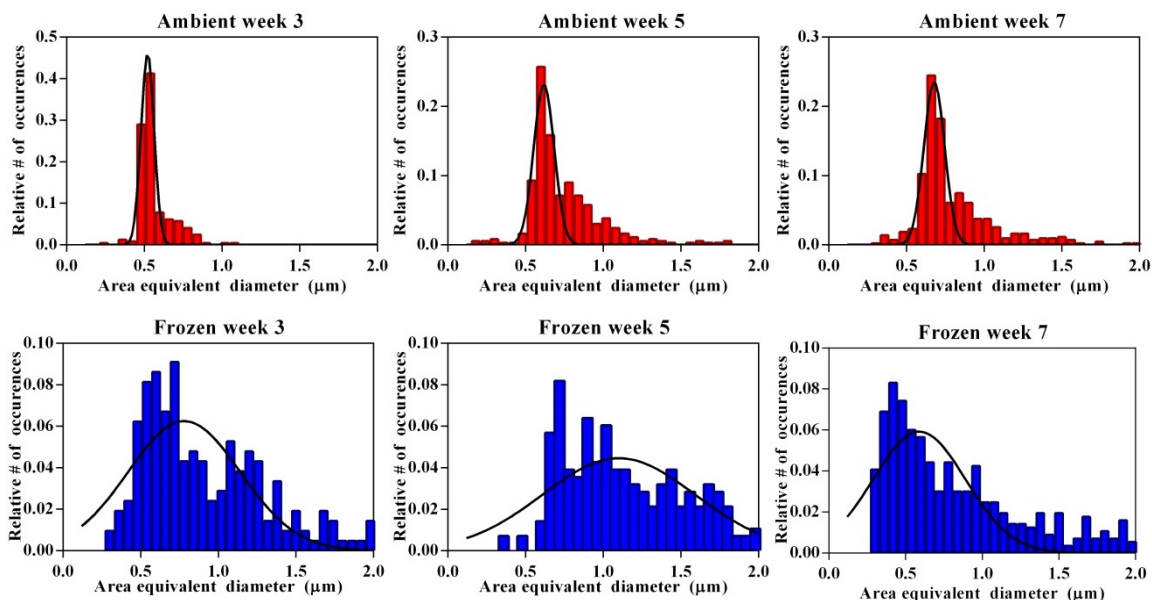 Ambient week 3
Relative # of occurences
0.5
0.4
0.3
0.2
0.1
0.0
0.0 0.5 1.0 1.5 2.0
Area equivalent diameter (μm)
Ambient week 5
Relative # of occurences
0.3
0.2
0.1
0.0
0.0 0.5 1.0 1.5 2.0
Area equivalent diameter (μm)
Ambient week 7
Relative # of occurences
0.3
0.2
0.1
0.0
0.0 0.5 1.0 1.5 2.0
Area equivalent diameter (μm)
Frozen week 3
Relative # of occurences
0.10
0.08
0.06
0.04
0.02
0.00
0.0 0.5 1.0 1.5 2.0
Area equivalent diameter (μm)
Frozen week 5
Relative # of occurences
0.10
0.08
0.06
0.04
0.02
0.00
0.0 0.5 1.0 1.5 2.0
Area equivalent diameter (μm)
Frozen week 7
Relative # of occurences
0.10
0.08
0.06
0.04
0.02
0.00
0.0 0.5 1.0 1.5 2.0
Area equivalent diameter (μm)